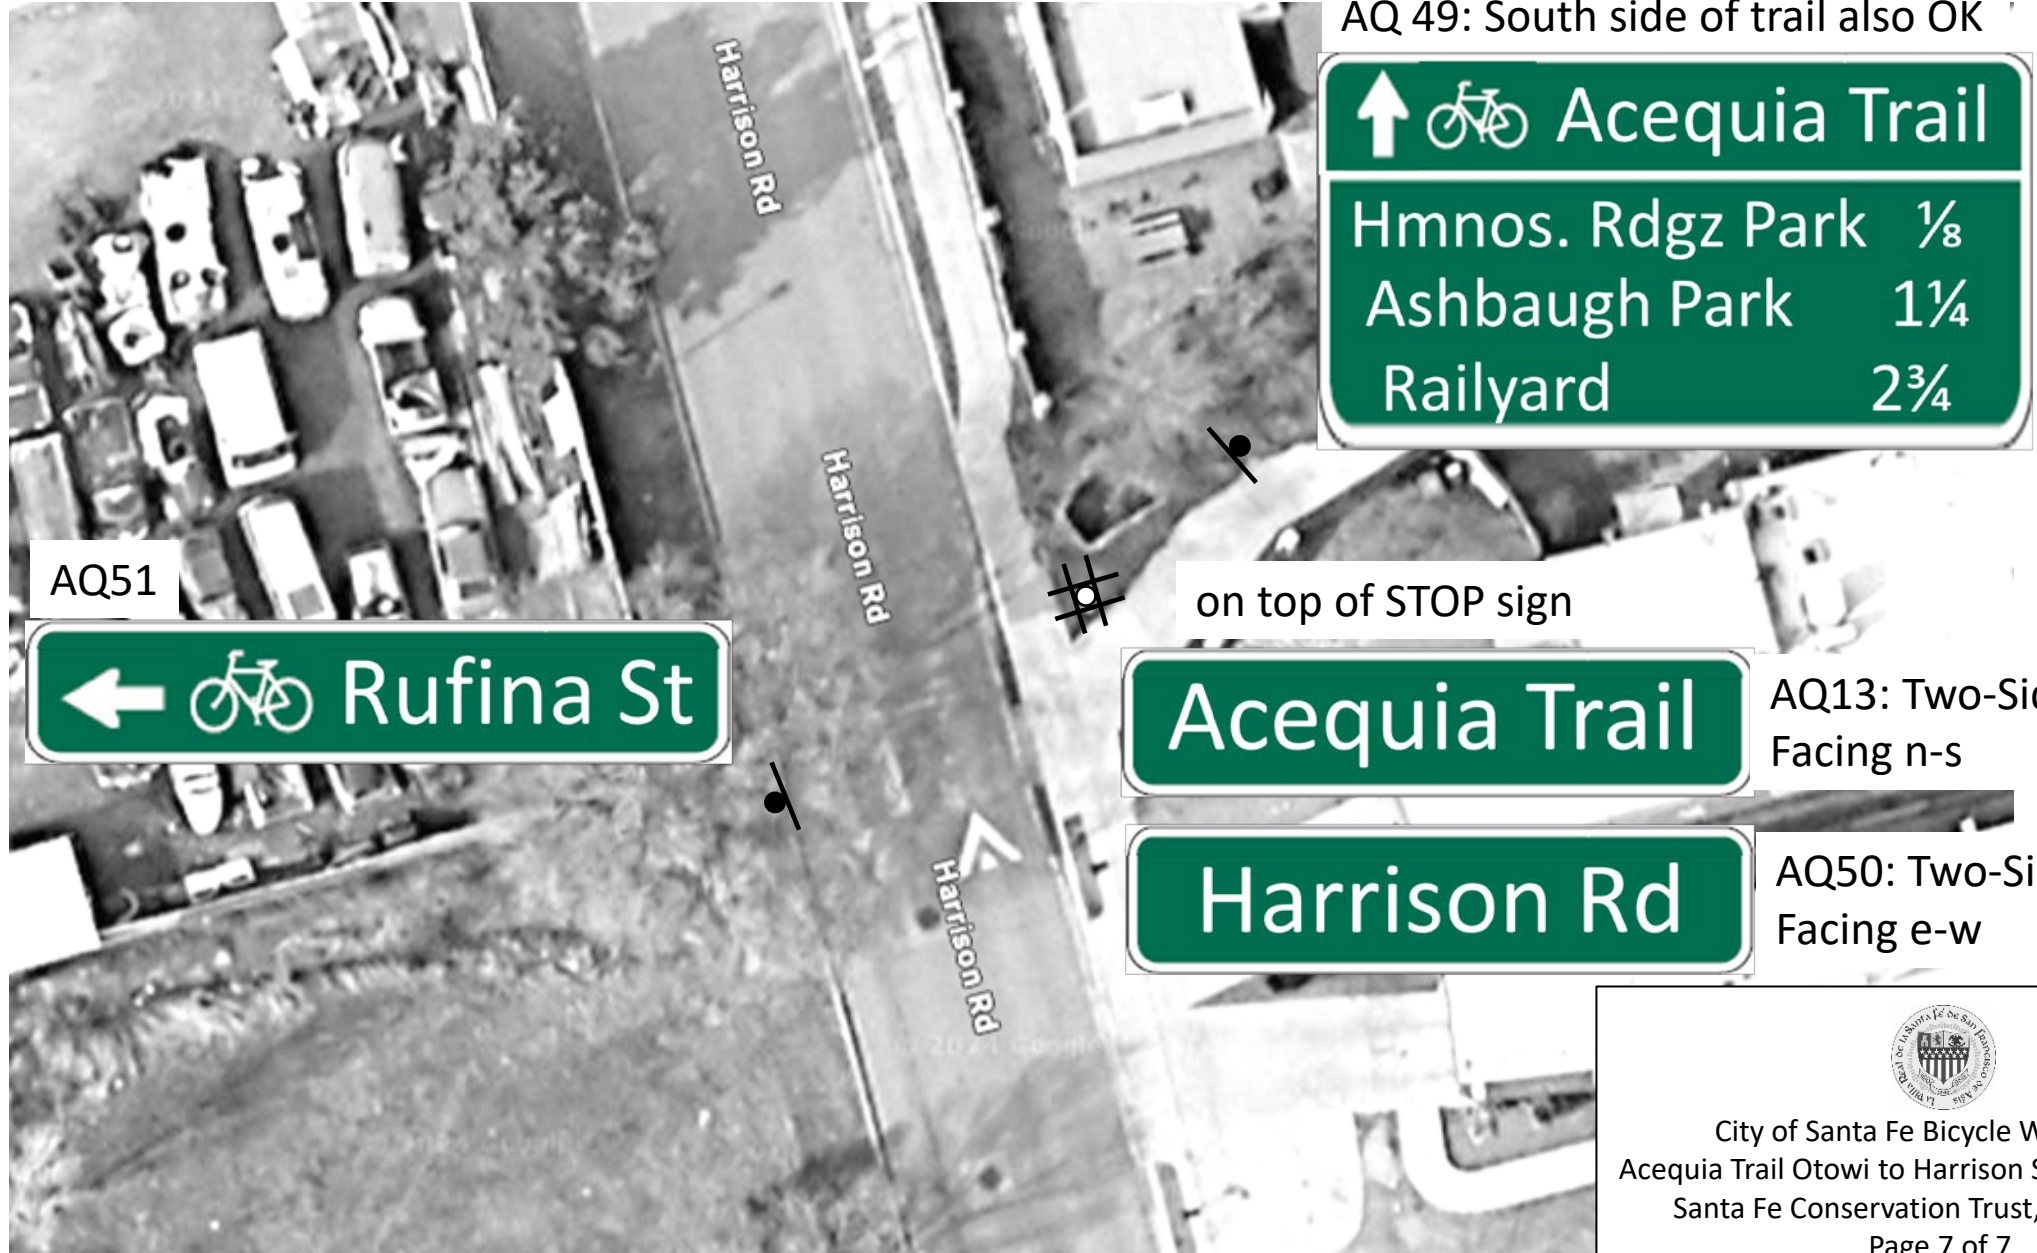 AQ 49: South side of trail also OK
Acequia Trail
Hmnos. Rdgz Park ⅛
Ashbaugh Park 1¼
Railyard 2¾
Harrison Rd
Harrison Rd
AQ51
Rufina St
on top of STOP sign
Acequia Trail
AQ13: Two-Sid
Facing n-s
Harrison Rd
AQ50: Two-Si
Facing e-w
Harrison Rd
City of Santa Fe Bicycle W
Acequia Trail Otowi to Harrison S
Santa Fe Conservation Trust,
Page 7 of 7